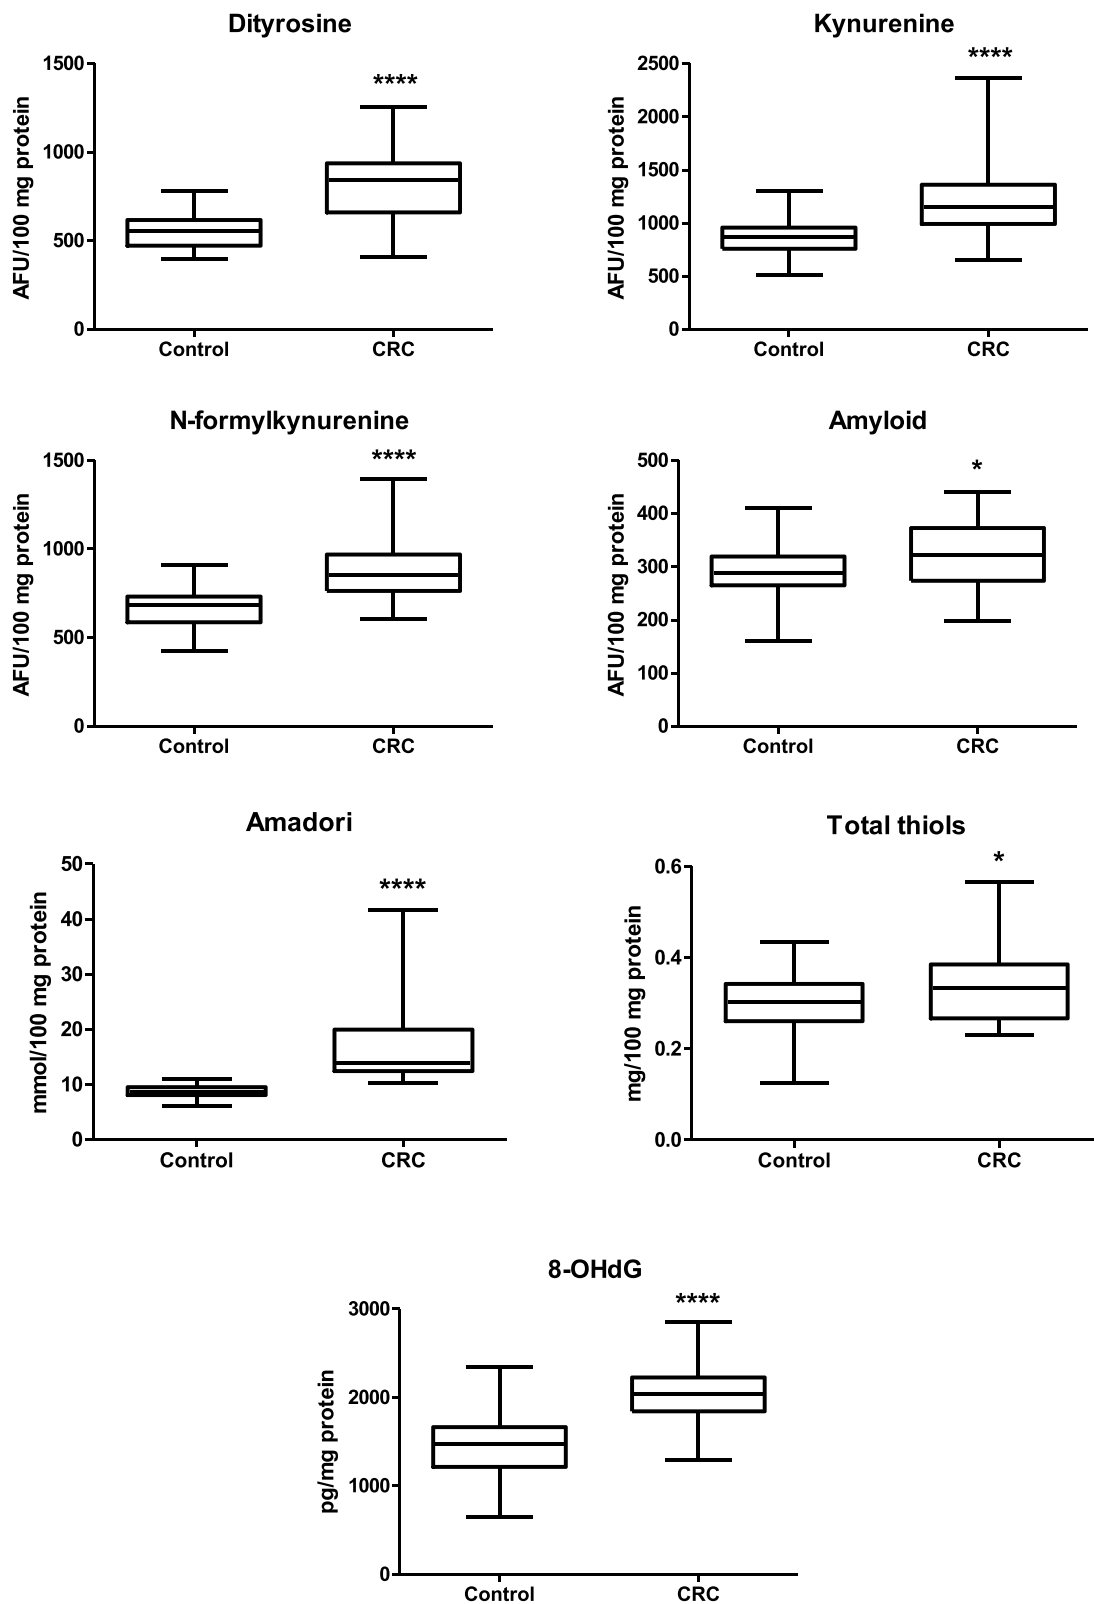 Dityrosine
AFU/100 mg protein
1500
1000
500
0
****
Control
CRC
Kynurenine
AFU/100 mg protein
2500
2000
1500
1000
500
0
****
Control
CRC
N-formylkynurenine
AFU/100 mg protein
1500
1000
500
0
****
Control
CRC
Amyloid
AFU/100 mg protein
500
400
300
200
100
0
*
Control
CRC
Amadori
mmol/100 mg protein
50
40
30
20
10
0
****
Control
CRC
Total thiols
mg/100 mg protein
0.6
0.4
0.2
0.0
*
Control
CRC
8-OHdG
pg/mg protein
3000
2000
1000
0
****
Control
CRC